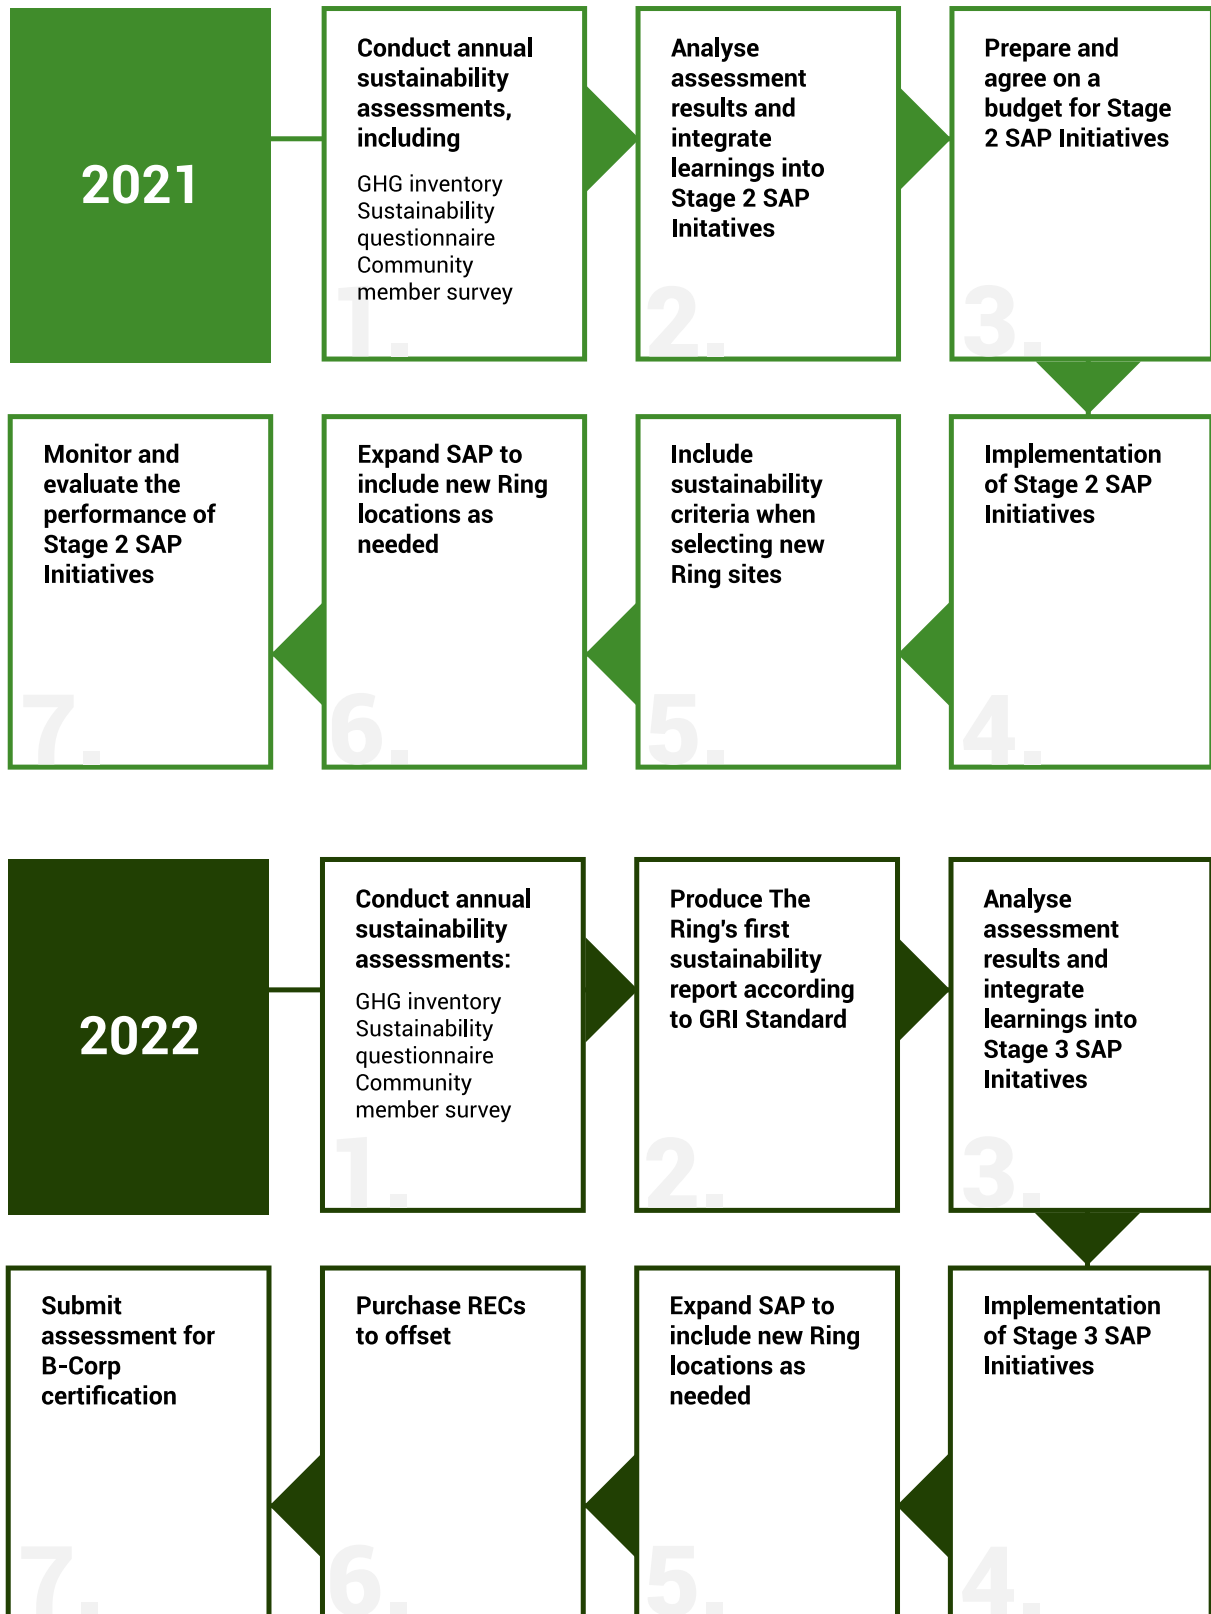 2021
Conduct annual
sustainability
assessments,
including
GHG inventory
Sustainability
questionnaire
Community
member survey
1.
Analyse
assessment
results and
integrate
learnings into
Stage 2 SAP
Initatives
2.
Prepare and
agree on a
budget for Stage
2 SAP Initiatives
3.
Implementation
of Stage 2 SAP
Initiatives
4.
Include
sustainability
criteria when
selecting new
Ring sites
5.
Expand SAP to
include new Ring
locations as
needed
6.
Monitor and
evaluate the
performance of
Stage 2 SAP
Initiatives
7.
2022
Conduct annual
sustainability
assessments:
GHG inventory
Sustainability
questionnaire
Community
member survey
1.
Produce The
Ring's first
sustainability
report according
to GRI Standard
2.
Analyse
assessment
results and
integrate
learnings into
Stage 3 SAP
Initatives
3.
Implementation
of Stage 3 SAP
Initiatives
4.
Expand SAP to
include new Ring
locations as
needed
5.
Purchase RECs
to offset
6.
Submit
assessment for
B-Corp
certification
7.